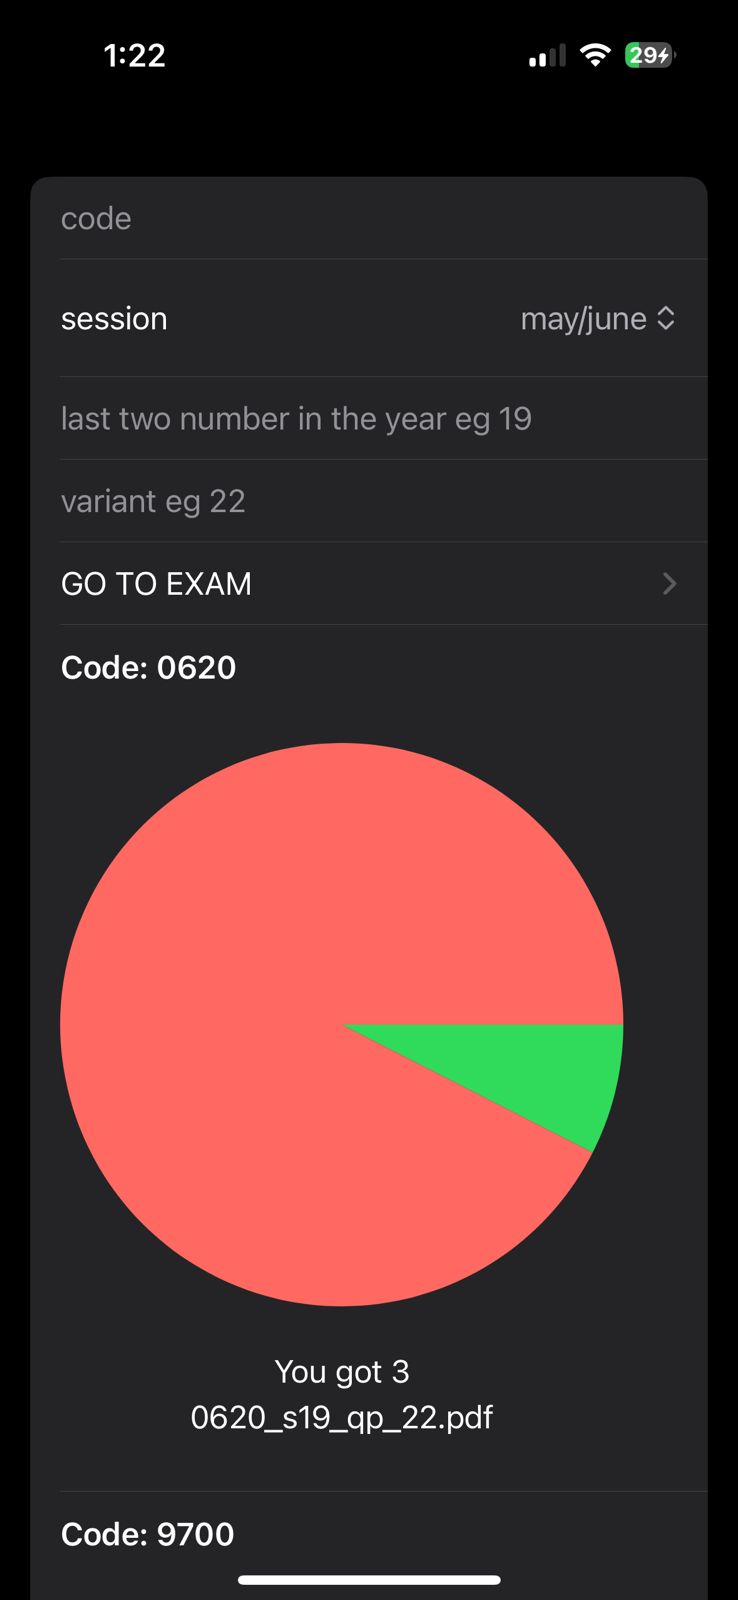 1:22
29
code
session
may/june
last two number in the year eg 19
variant eg 22
GO TO EXAM
Code: 0620
You got 3
0620_s19_qp_22.pdf
Code: 9700